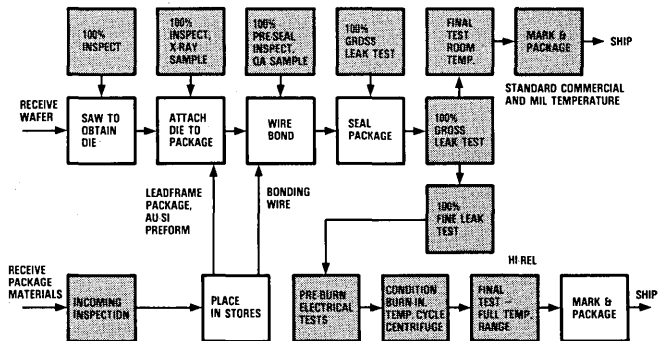 100%
INSPECT
100%
INSPECT,
X-RAY
SAMPLE
100%
PRE-SEAL
INSPECT,
QA SAMPLE
100%
GROSS
LEAK TEST
FINAL
TEST
ROOM
TEMP.
MARK &
PACKAGE
SHIP
STANDARD COMMERCIAL
AND MIL TEMPERATURE
RECEIVE
WAFER
SAW TO
OBTAIN
DIE
ATTACH
DIE TO
PACKAGE
WIRE
BOND
SEAL
PACKAGE
100%
GROSS
LEAK TEST
LEADFRAME
PACKAGE,
AU-SI
PREFORM
BONDING
WIRE
100%
FINE LEAK
TEST
HI-REL
RECEIVE
PACKAGE
MATERIALS
INCOMING
INSPECTION
PLACE
IN STORES
PRE-BURN
ELECTRICAL
TESTS
CONDITION
BURN-IN,
TEMP. CYCLE
CENTRIFUGE
FINAL
TEST –
FULL TEMP.
RANGE
MARK &
PACKAGE
SHIP